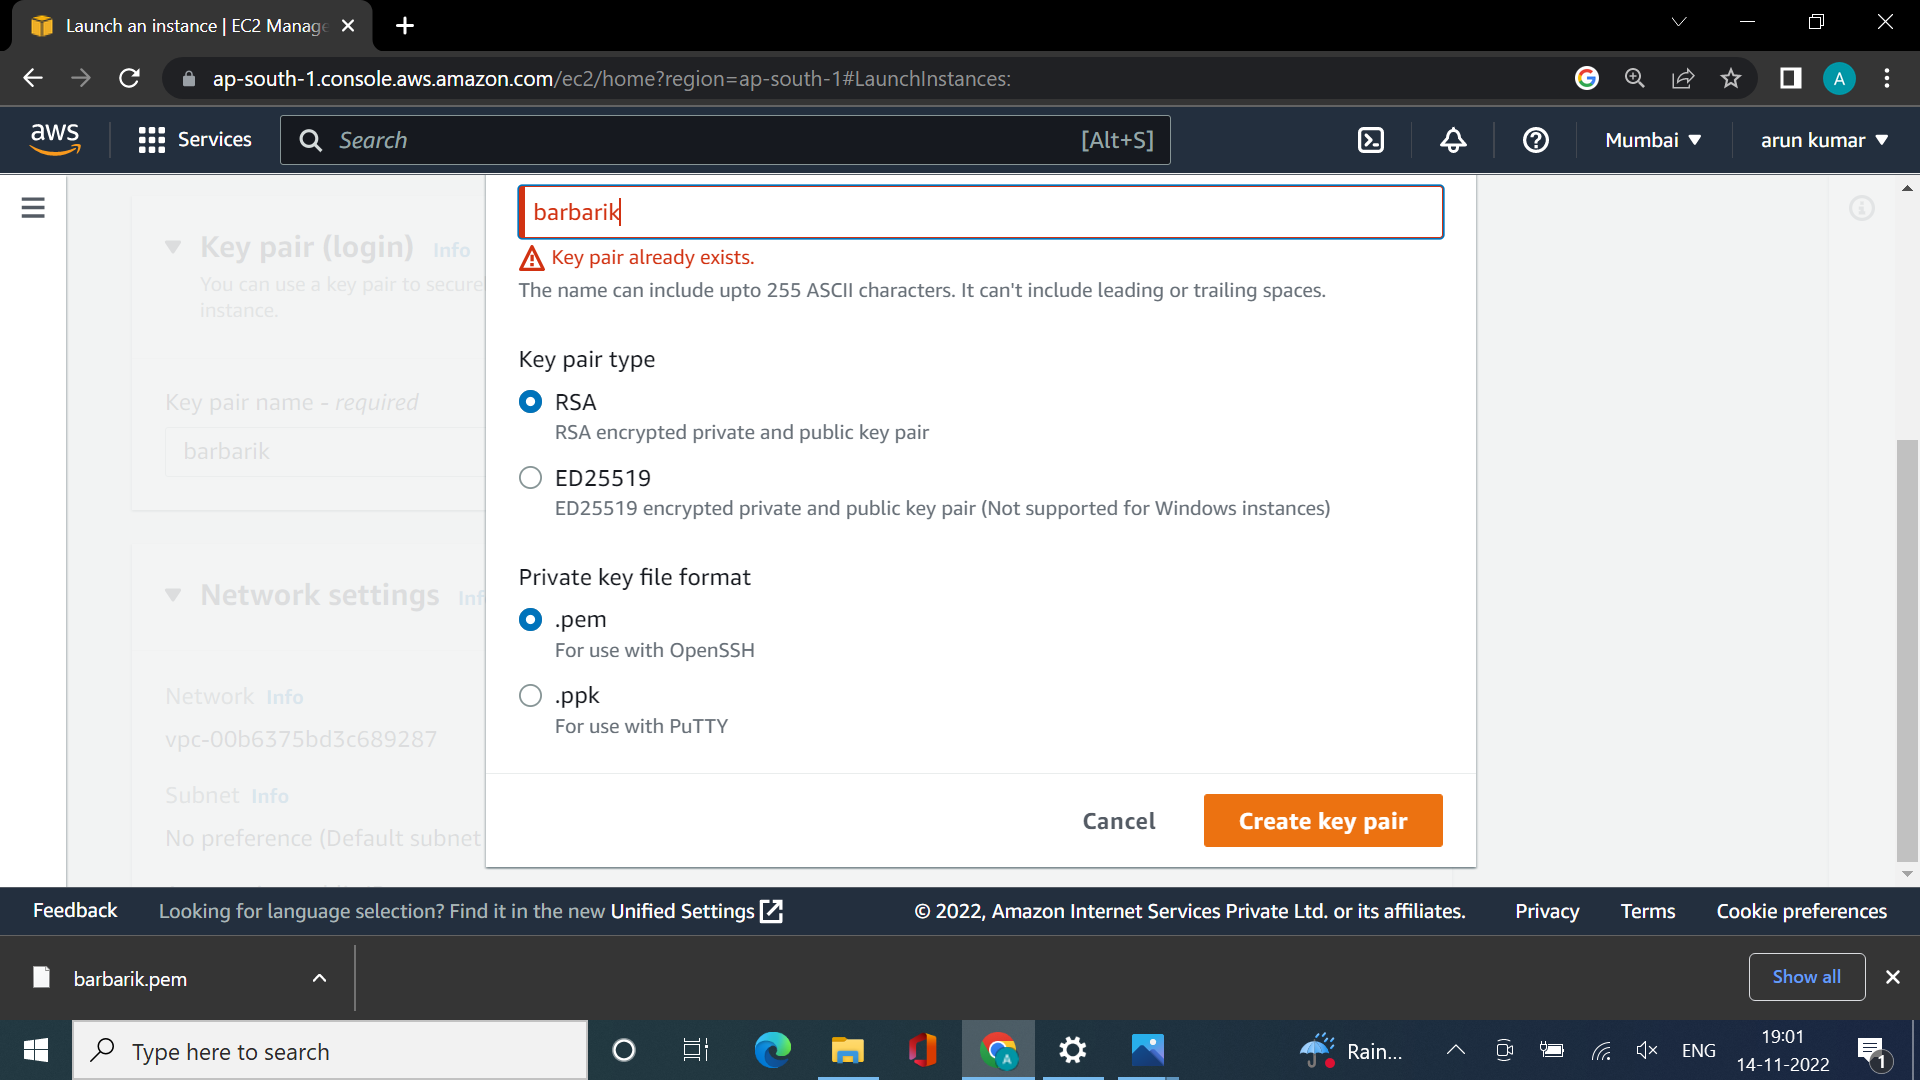 Launch an instance | EC2 Manage
ap-south-1.console.aws.amazon.com/ec2/home?region=ap-south-1#LaunchInstances:
A
aws
Services
Search
[Alt+S]
Mumbai
arun kumar
Key pair (login) Info
You can use a key pair to secure
instance.
Key pair name - required
barbarik
Network settings Inf
Network Info
vpc-00b6375bd3c689287
Subnet Info
No preference (Default subnet
barbarik
Key pair already exists.
The name can include upto 255 ASCII characters. It can't include leading or trailing spaces.
Key pair type
RSA
RSA encrypted private and public key pair
ED25519
ED25519 encrypted private and public key pair (Not supported for Windows instances)
Private key file format
.pem
For use with OpenSSH
.ppk
For use with PuTTY
Cancel
Create key pair
Feedback
Looking for language selection? Find it in the new Unified Settings
© 2022, Amazon Internet Services Private Ltd. or its affiliates.
Privacy
Terms
Cookie preferences
barbarik.pem
Show all
Type here to search
A
Rain...
ENG
19:01
14-11-2022
1